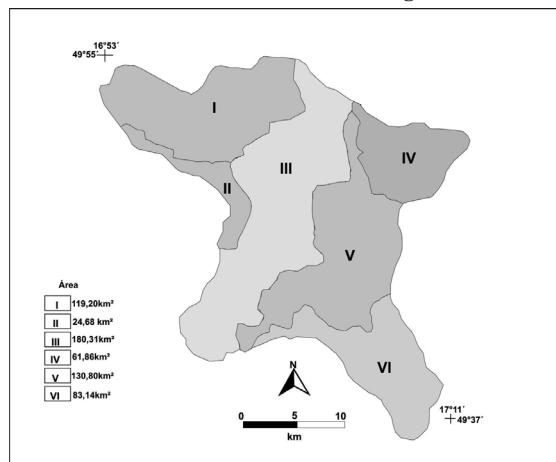 16°53´
49°55´
I
II
III
IV
V
VI
Área
I 119,20km²
II 24,68 km²
III 180,31km²
IV 61,86km²
V 130,80km²
VI 83,14km²
N
0 5 10
km
17°11´
49°37´